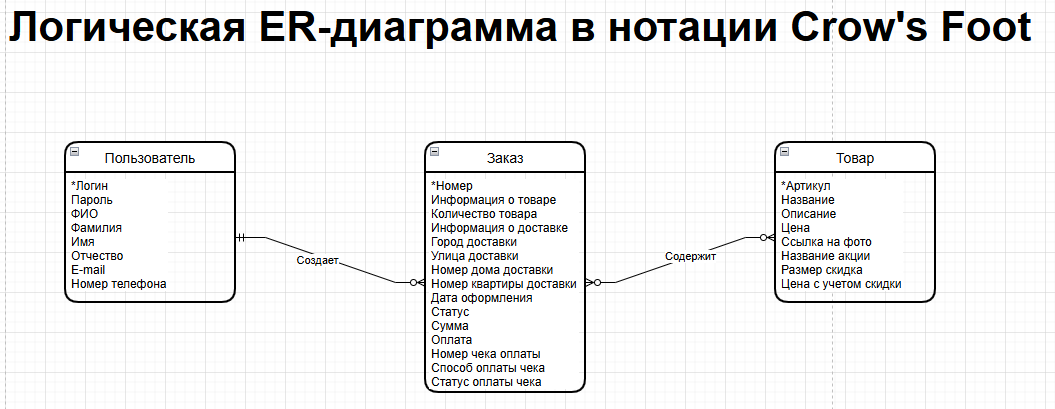 Логическая ER-диаграмма в нотации Crow's Foot
Пользователь
*Логин
Пароль
ФИО
Фамилия
Имя
Отчество
E-mail
Номер телефона
Создает
Заказ
*Номер
Информация о товаре
Количество товара
Информация о доставке
Город доставки
Улица доставки
Номер дома доставки
Номер квартиры доставки
Дата оформления
Статус
Сумма
Оплата
Номер чека оплаты
Способ оплаты чека
Статус оплаты чека
Содержит
Товар
*Артикул
Название
Описание
Цена
Ссылка на фото
Название акции
Размер скидка
Цена с учетом скидки